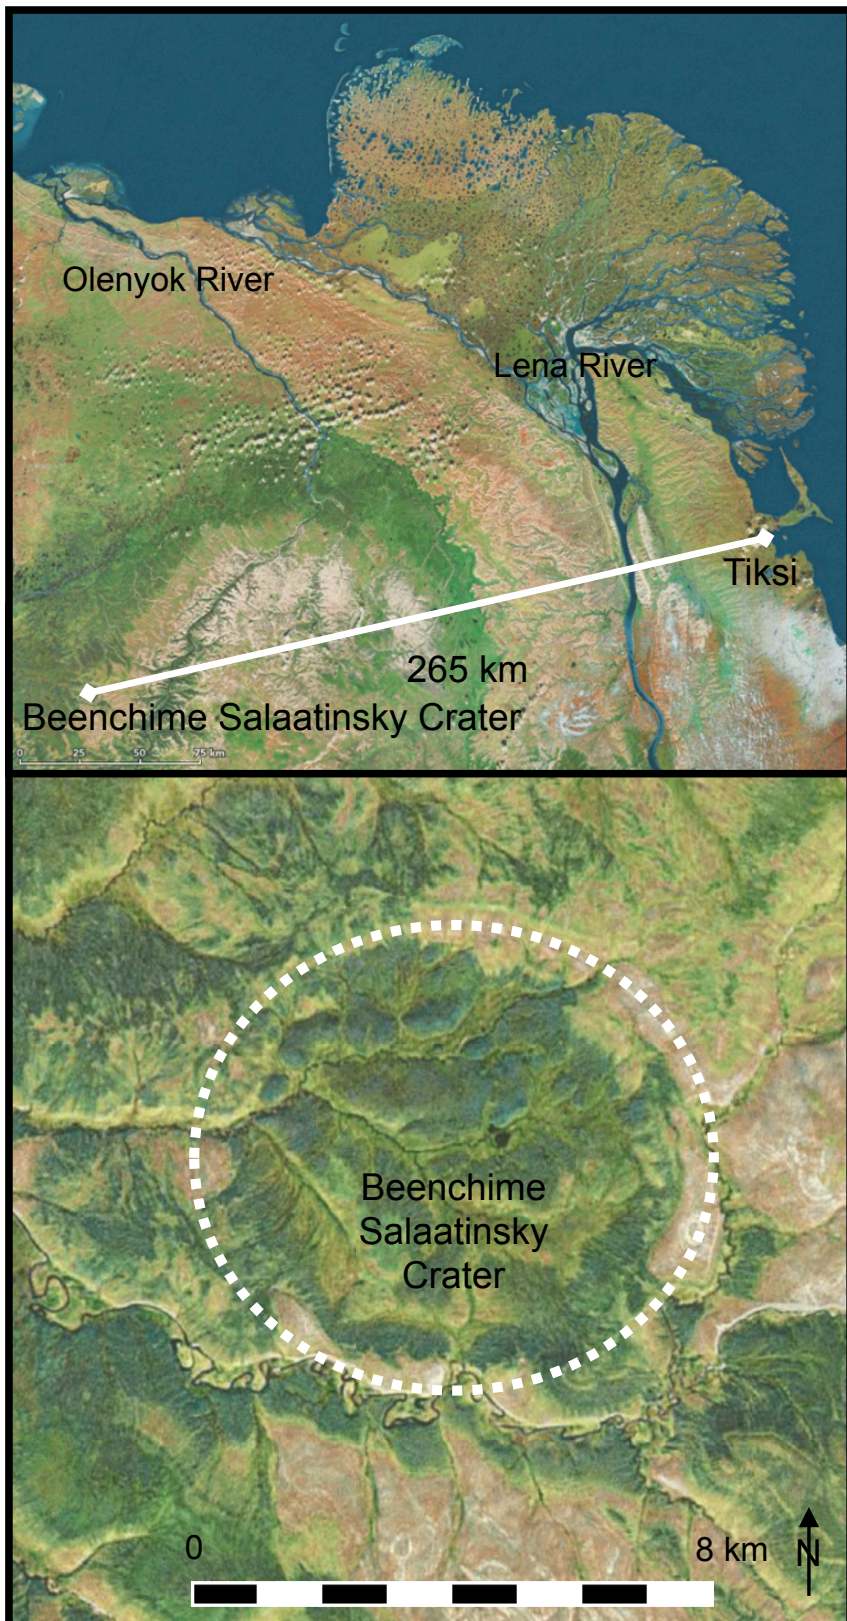 Olenyok River
Lena River
Tiksi
265 km
Beenchime Salaatinsky Crater
0 25 50 75 km
Beenchime
Salaatinsky
Crater
0 8 km N